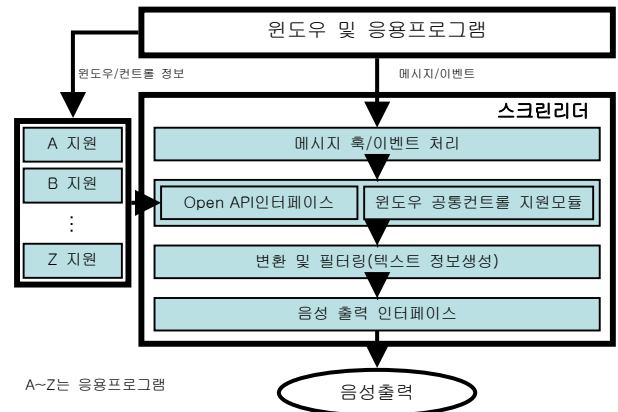 윈도우 및 응용프로그램
윈도우/컨트롤 정보
메시지/이벤트
스크린리더
A 지원
B 지원
⋮
Z 지원
메시지 훅/이벤트 처리
Open API인터페이스
윈도우 공통컨트롤 지원모듈
변환 및 필터링(텍스트 정보생성)
음성 출력 인터페이스
A~Z는 응용프로그램
음성출력